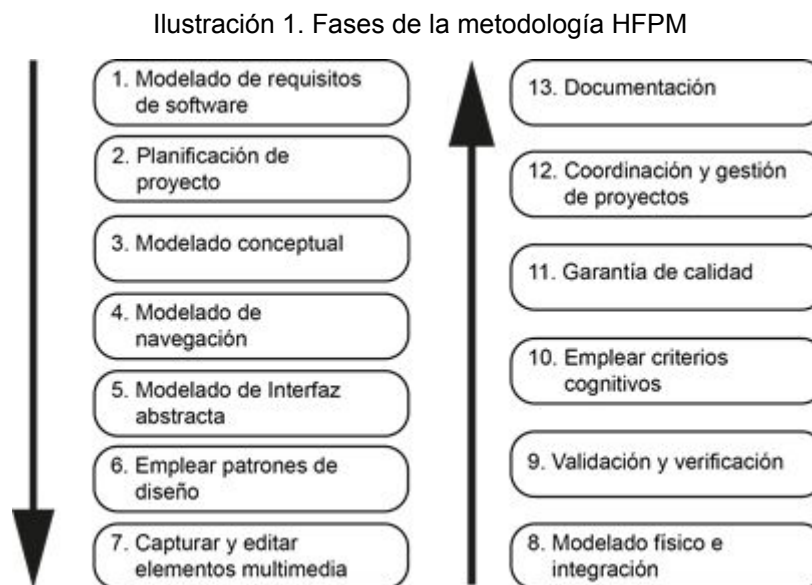 Ilustración 1. Fases de la metodología HFPM
1. Modelado de requisitos
de software
2. Planificación de
proyecto
3. Modelado conceptual
4. Modelado de
navegación
5. Modelado de Interfaz
abstracta
6. Emplear patrones de
diseño
7. Capturar y editar
elementos multimedia
13. Documentación
12. Coordinación y gestión
de proyectos
11. Garantía de calidad
10. Emplear criterios
cognitivos
9. Validación y verificación
8. Modelado físico e
integración